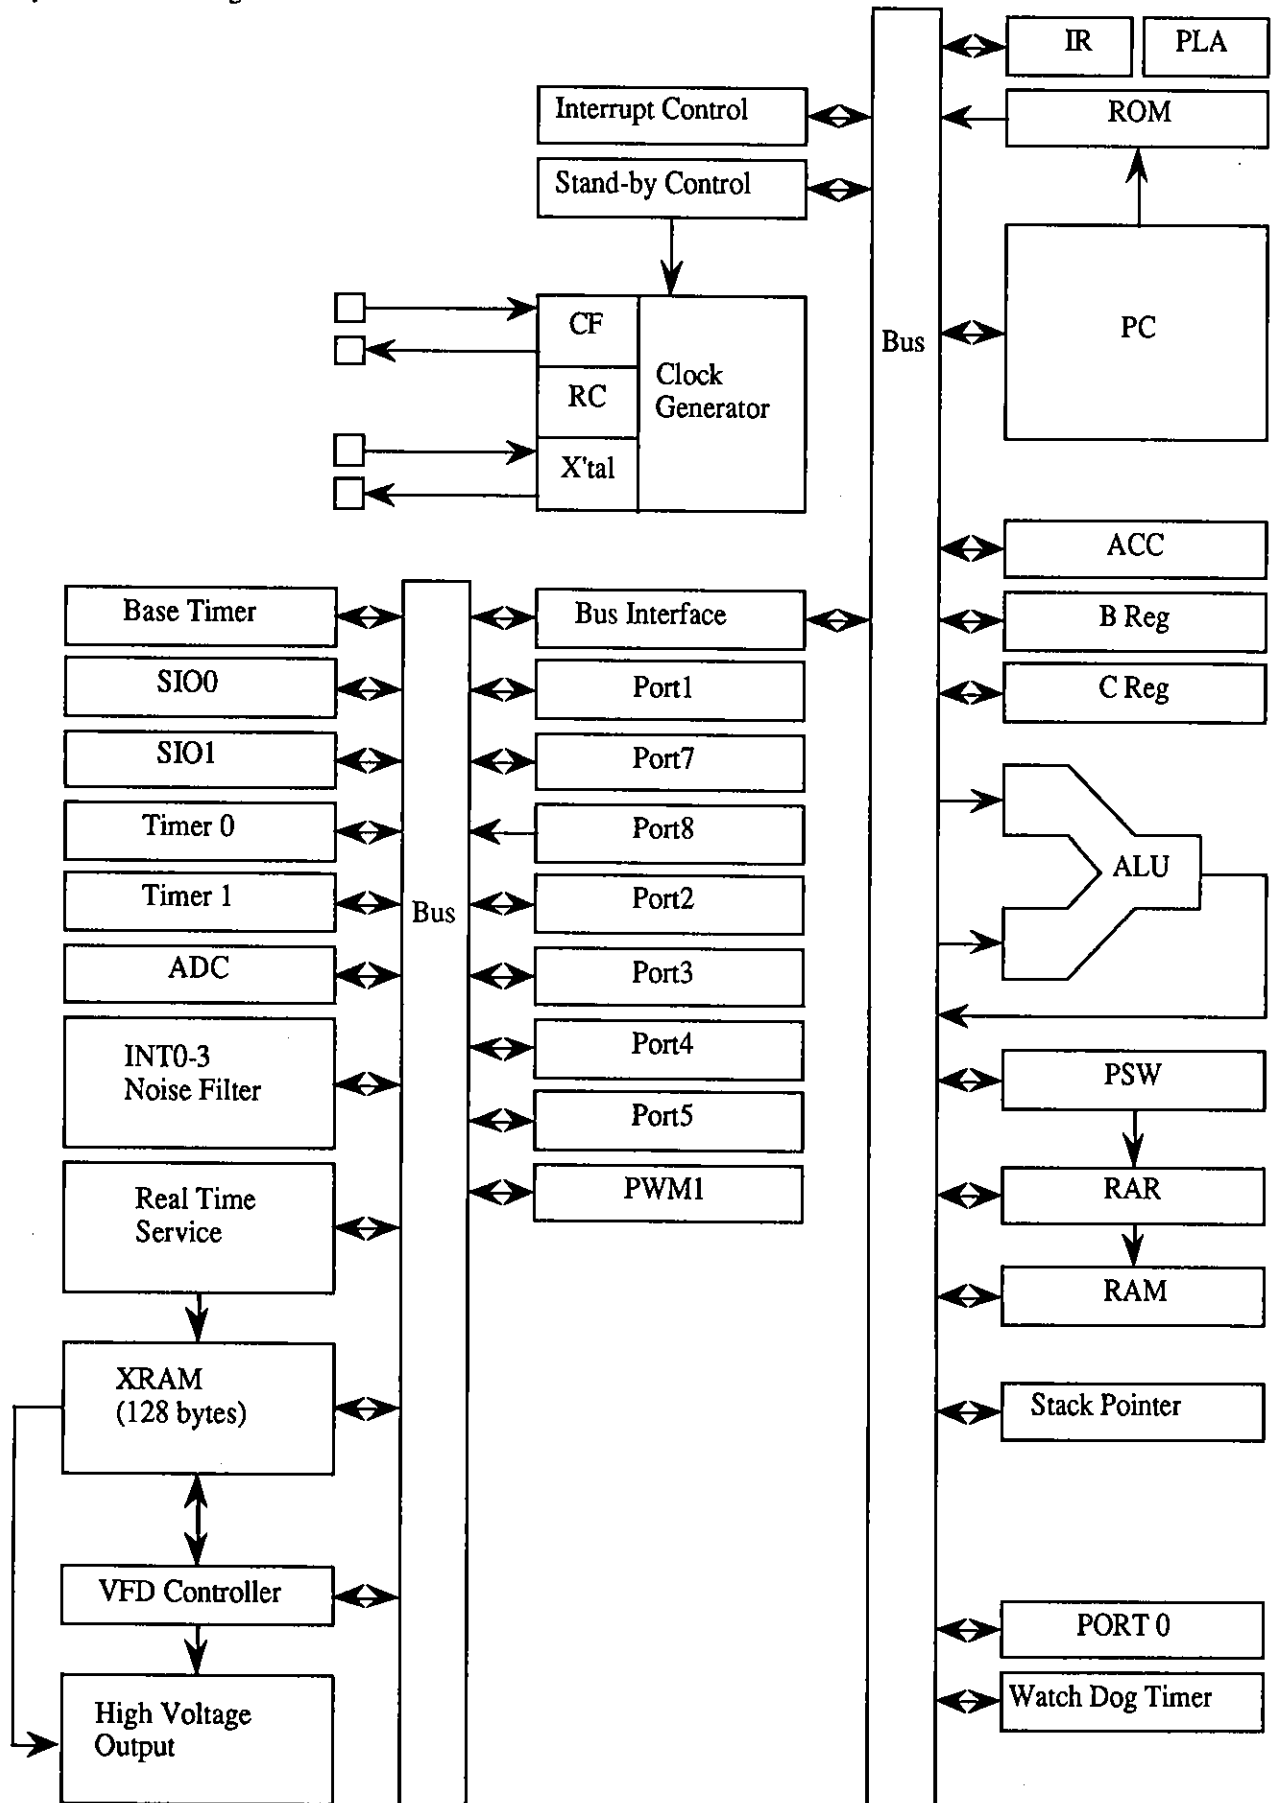 IR
PLA
Interrupt Control
ROM
Stand-by Control
CF
Clock
Generator
RC
X'tal
Bus
PC
ACC
Base Timer
Bus Interface
B Reg
SIO0
Port1
C Reg
SIO1
Port7
Timer 0
Port8
ALU
Timer 1
Bus
Port2
ADC
Port3
INT0-3
Noise Filter
Port4
PSW
Port5
Real Time
Service
PWM1
RAR
RAM
XRAM
(128 bytes)
Stack Pointer
VFD Controller
PORT 0
High Voltage
Output
Watch Dog Timer